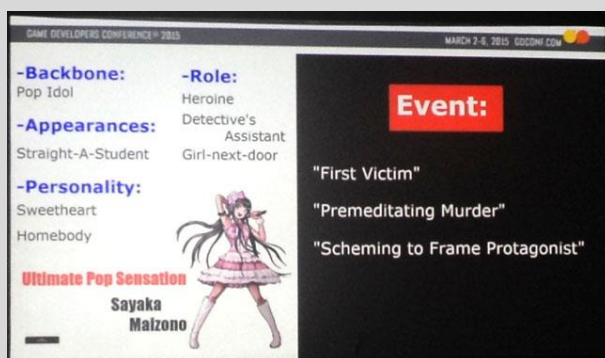 GAME DEVELOPERS CONFERENCE® 2015
MARCH 2-6, 2015 GDCONF.COM
-Backbone:
Pop Idol
-Appearances:
Straight-A-Student
-Personality:
Sweetheart
Homebody
-Role:
Heroine
Detective's
Assistant
Girl-next-door
Ultimate Pop Sensation
Sayaka
Maizono
Event:
"First Victim"
"Premeditating Murder"
"Scheming to Frame Protagonist"